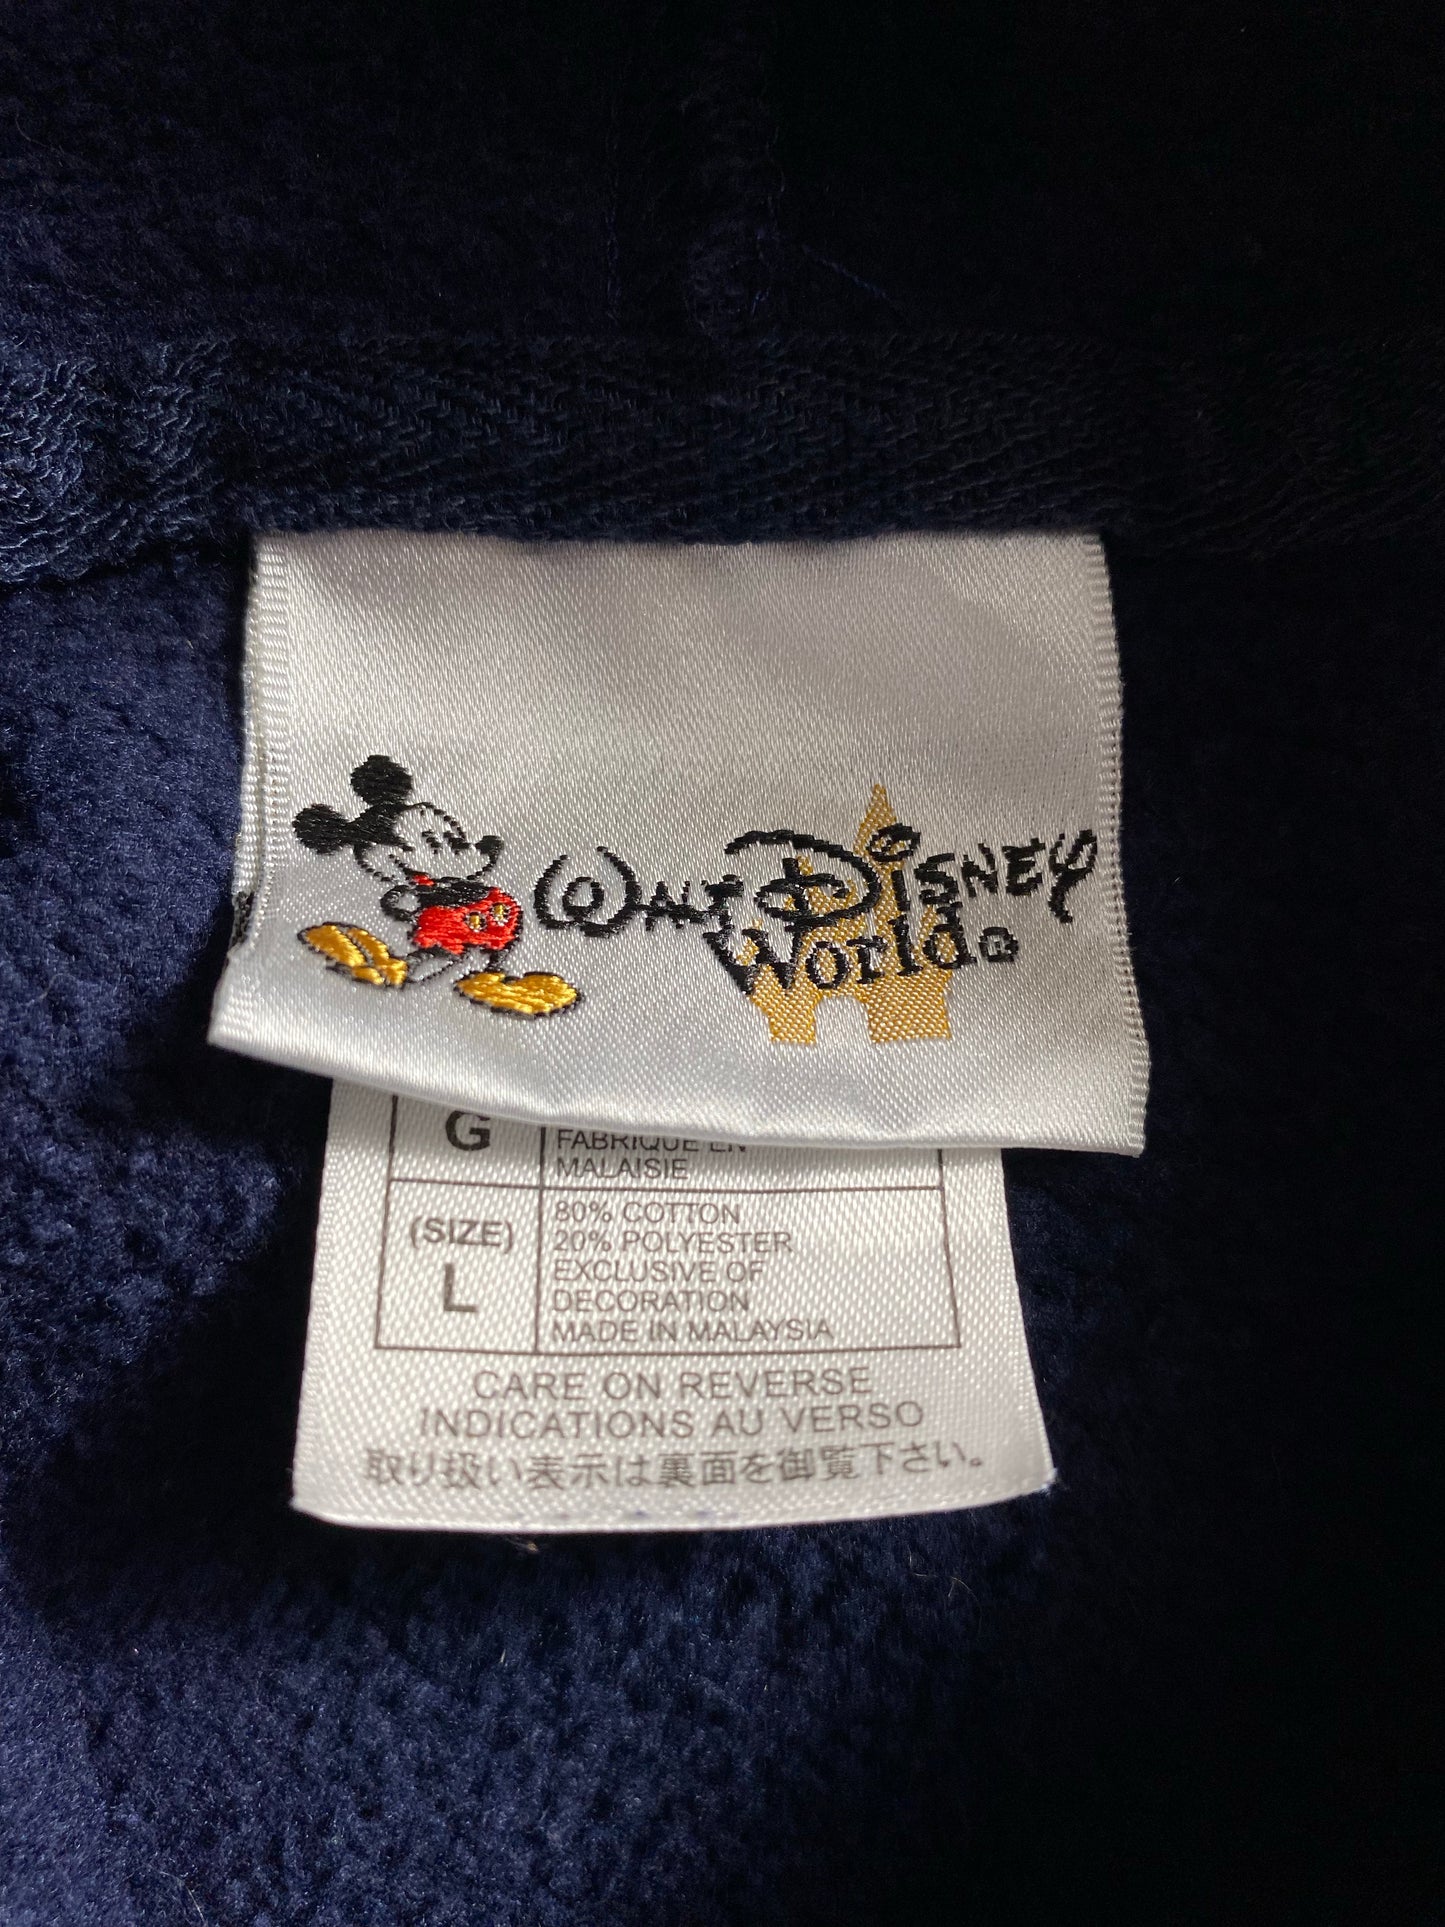 WALT DISNEY
World®
G
FABRIQUE EN
MALAISIE
(SIZE)
L
80% COTTON
20% POLYESTER
EXCLUSIVE OF
DECORATION
MADE IN MALAYSIA
CARE ON REVERSE
INDICATIONS AU VERSO
取り扱い表示は裏面を御覧下さい。